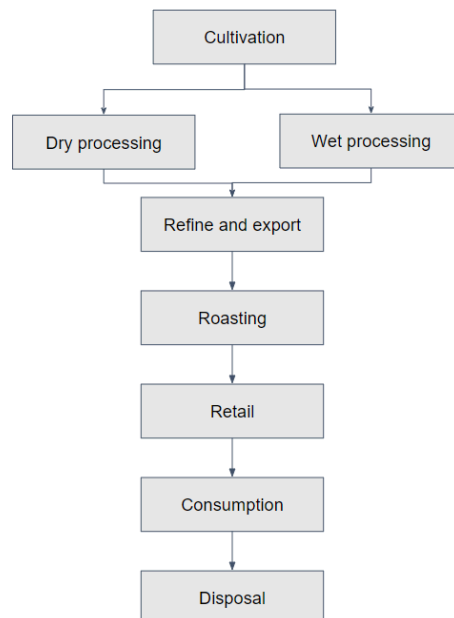 Cultivation
Dry processing
Wet processing
Refine and export
Roasting
Retail
Consumption
Disposal